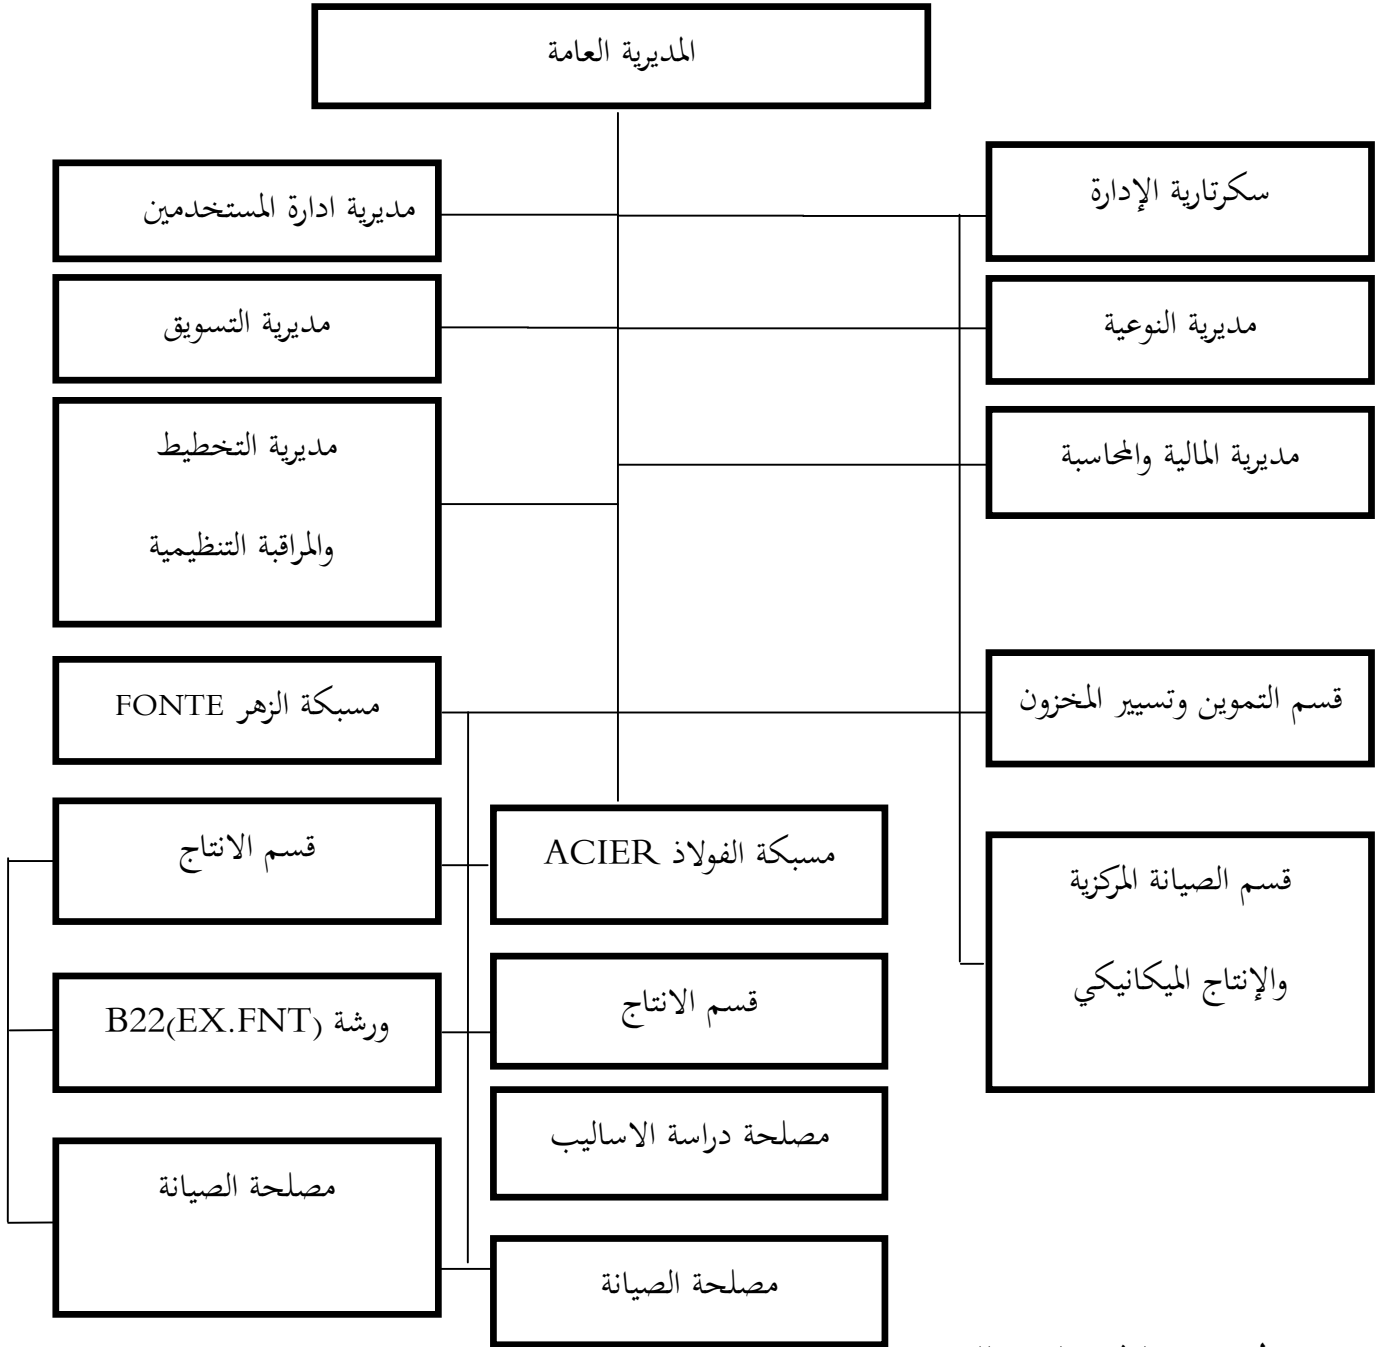 المديرية العامة
سكرتارية الإدارة
مديرية ادارة المستخدمين
مديرية النوعية
مديرية التسويق
مديرية المالية والمحاسبة
مديرية التخطيط
والمراقبة التنظيمية
قسم التموين وتسيير المخزون
مسبكة الزهر FONTE
قسم الصيانة المركزية
والإنتاج الميكانيكي
مسبكة الفولاذ ACIER
قسم الانتاج
قسم الانتاج
ورشة B22(EX.FNT)
مصلحة دراسة الاساليب
مصلحة الصيانة
مصلحة الصيانة